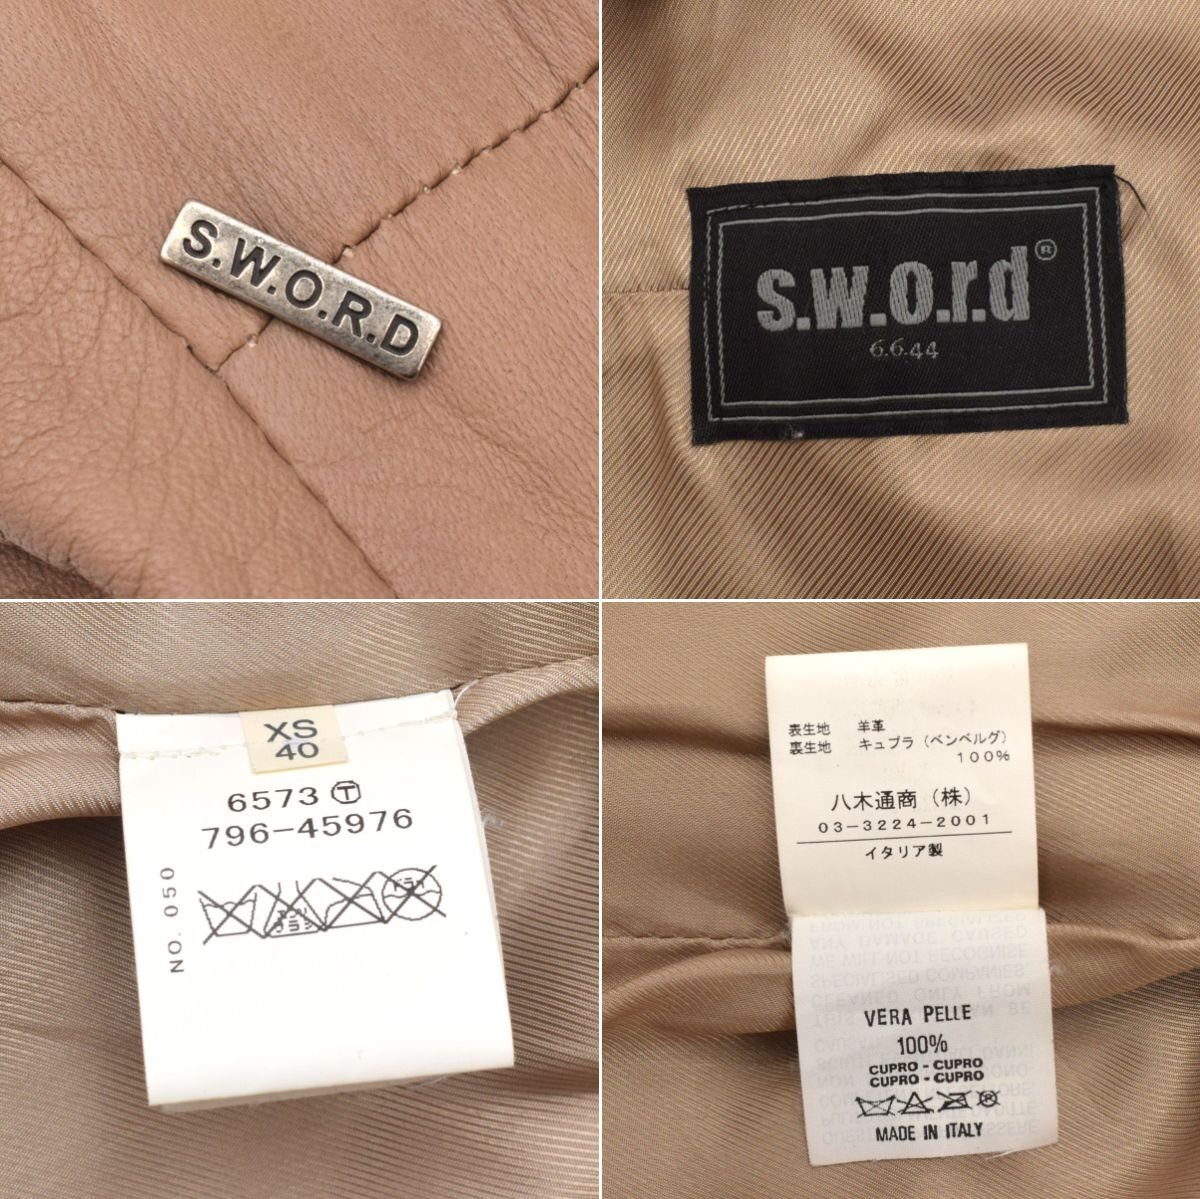 S.W.O.R.D
s.w.o.r.d®
6.6.44
XS
40
6573 Ⓣ
796-45976
NO. 050
表生地 羊革
裏生地 キュプラ（ベンベルグ）
100%
八木通商（株）
03-3224-2001
イタリア製
VERA PELLE
100%
CUPRO - CUPRO
CUPRO - CUPRO
MADE IN ITALY